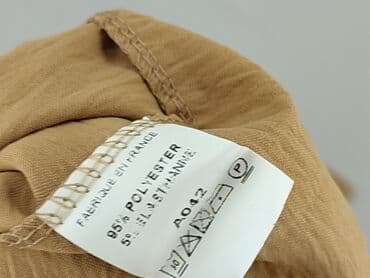 FABRIQUE EN FRANCE
95% POLYESTER
5% ELASTHANNE
A042
P